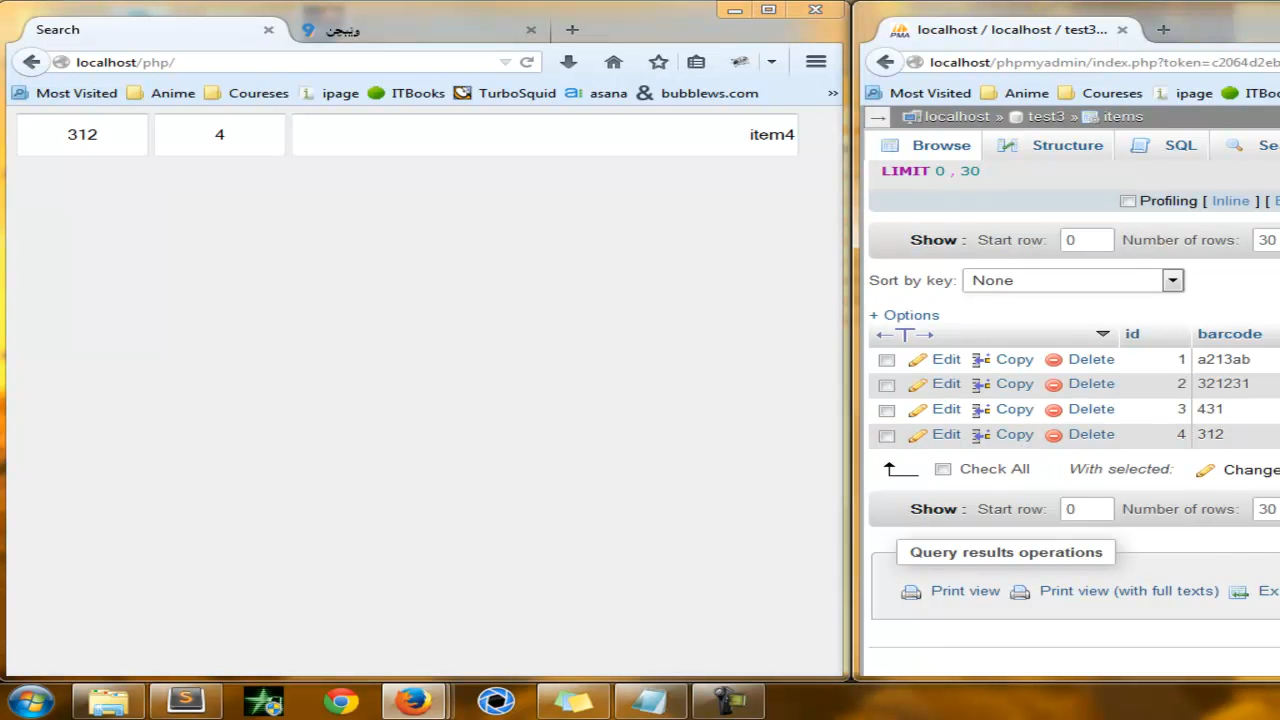 Search
ويبجن
localhost/php/
Most Visited
Anime
Coureses
ipage
ITBooks
TurboSquid
asana
bubblews.com
»
312
4
item4
localhost / localhost / test3...
localhost/phpmyadmin/index.php?token=c2064d2eb
Most Visited
Anime
Coureses
ipage
ITBoo
localhost » test3 » items
Browse
Structure
SQL
Se
LIMIT 0 , 30
Profiling [ Inline ] [ E
Show : Start row: 0 Number of rows: 30
Sort by key: None
+ Options
←T→ id barcode
Edit Copy Delete 1 a213ab
Edit Copy Delete 2 321231
Edit Copy Delete 3 431
Edit Copy Delete 4 312
Check All With selected: Change
Show : Start row: 0 Number of rows: 30
Query results operations
Print view Print view (with full texts) Ex